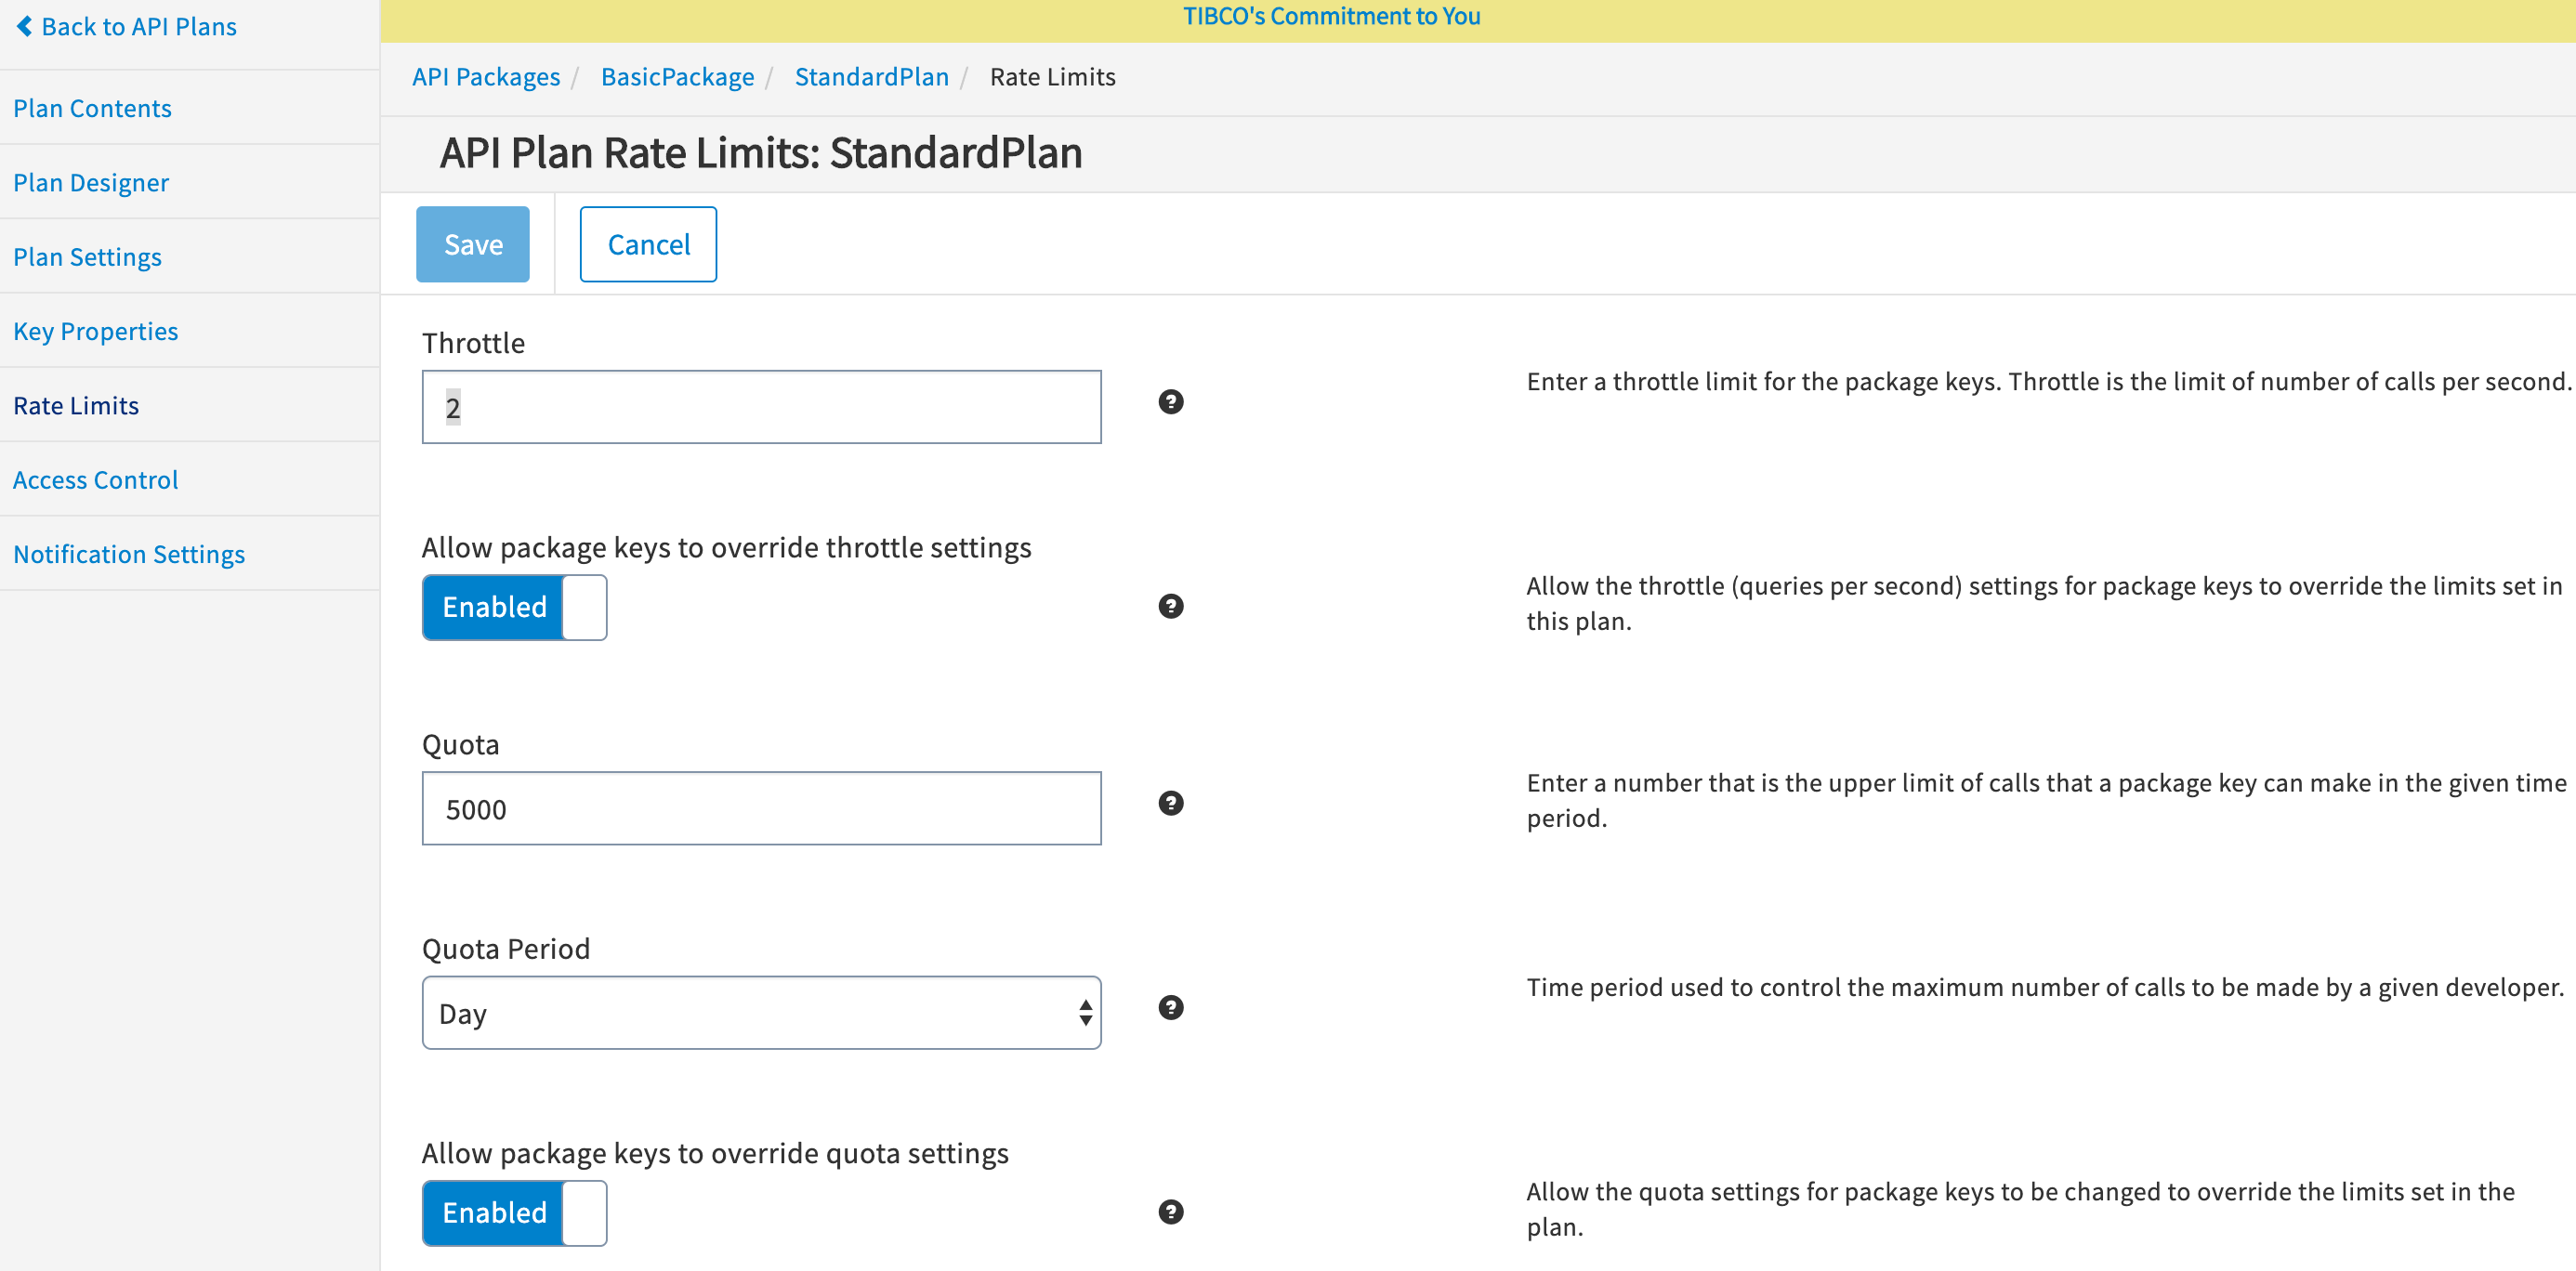 Back to API Plans
Plan Contents
Plan Designer
Plan Settings
Key Properties
Rate Limits
Access Control
Notification Settings
TIBCO's Commitment to You
API Packages / BasicPackage / StandardPlan / Rate Limits
API Plan Rate Limits: StandardPlan
Save
Cancel
Throttle
2
Enter a throttle limit for the package keys. Throttle is the limit of number of calls per second.
Allow package keys to override throttle settings
Enabled
Allow the throttle (queries per second) settings for package keys to override the limits set in
this plan.
Quota
5000
Enter a number that is the upper limit of calls that a package key can make in the given time
period.
Quota Period
Day
Time period used to control the maximum number of calls to be made by a given developer.
Allow package keys to override quota settings
Enabled
Allow the quota settings for package keys to be changed to override the limits set in the
plan.